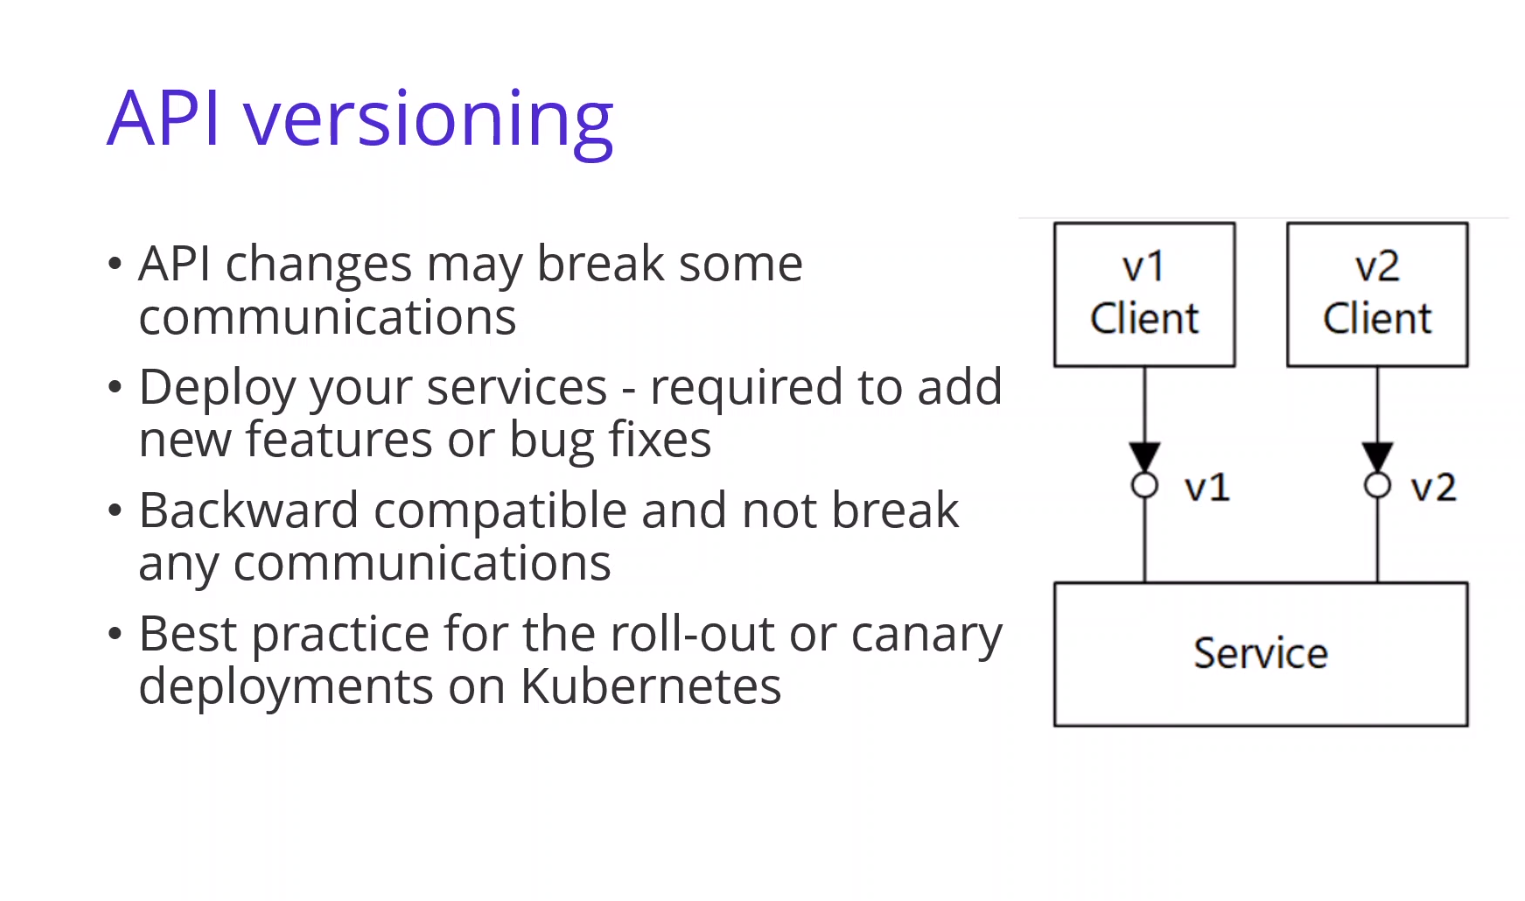 API versioning
• API changes may break some
communications
• Deploy your services - required to add
new features or bug fixes
• Backward compatible and not break
any communications
• Best practice for the roll-out or canary
deployments on Kubernetes
v1
Client
v2
Client
v1
v2
Service